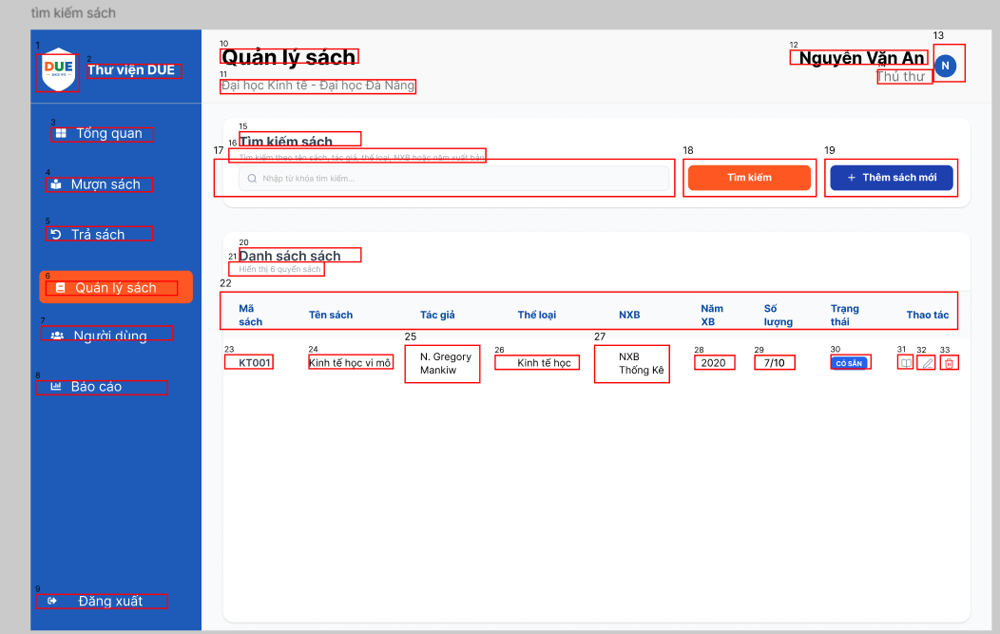 tìm kiếm sách
1
DUE
2
Thư viện DUE
3
Tổng quan
4
Mượn sách
5
Trả sách
6
Quản lý sách
7
Người dùng
8
Báo cáo
9
Đăng xuất
10
Quản lý sách
11
Đại học Kinh tế - Đại học Đà Nẵng
12
Nguyễn Văn An
Thủ thư
13
N
15
Tìm kiếm sách
16
Tìm kiếm theo tên sách, tác giả, thể loại, NXB hoặc năm xuất bản
17
Nhập từ khóa tìm kiếm...
18
Tìm kiếm
19
+ Thêm sách mới
20
Danh sách sách
21
Hiển thị 6 quyển sách
22
Mã sách Tên sách Tác giả Thể loại NXB Năm XB Số lượng Trạng thái Thao tác
23
KT001
24
Kinh tế học vi mô
25
N. Gregory
Mankiw
26
Kinh tế học
27
NXB
Thống Kê
28
2020
29
7/10
30
CÓ SẴN
31 32 33